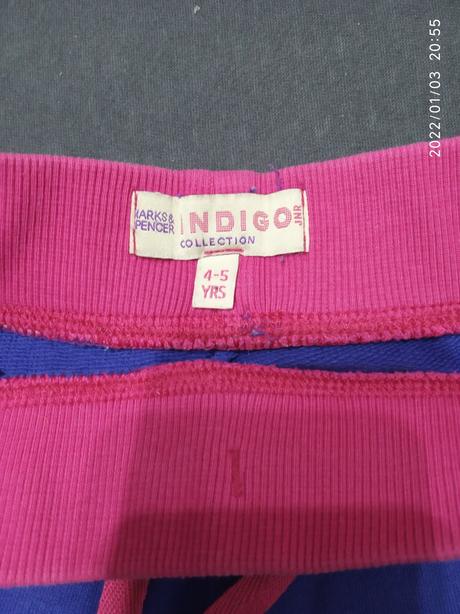 2022/01/03 20:55
MARKS &
SPENCER
INDIGO
JNR
COLLECTION
4-5
YRS